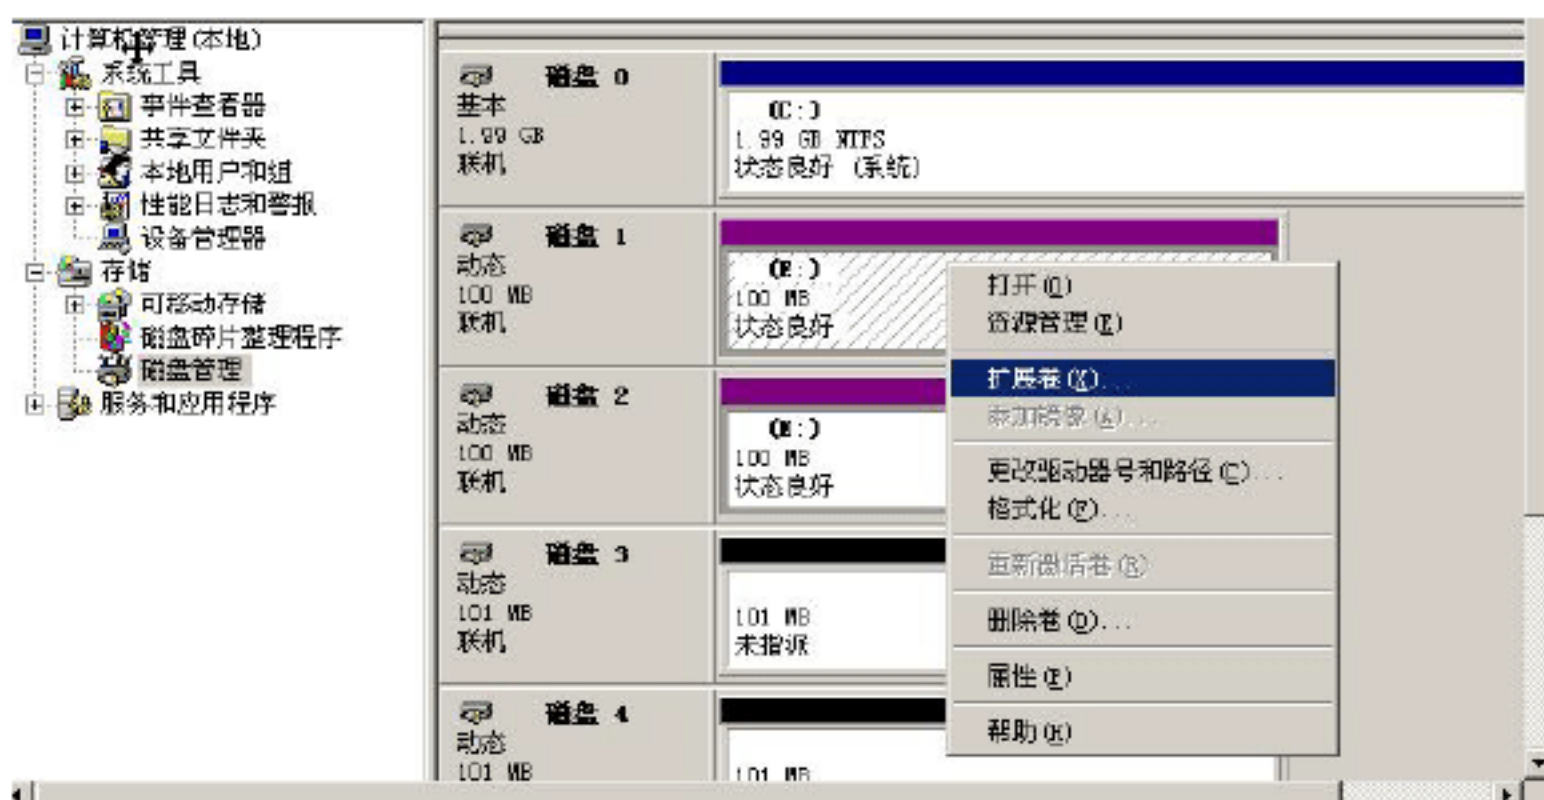 计算机管理(本地)
系统工具
事件查看器
共享文件夹
本地用户和组
性能日志和警报
设备管理器
存储
可移动存储
磁盘碎片整理程序
磁盘管理
服务和应用程序
磁盘 0
基本
1.99 GB
联机
(C:)
1.99 GB NTFS
状态良好 (系统)
磁盘 1
动态
100 MB
联机
(E:)
100 MB
状态良好
磁盘 2
动态
100 MB
联机
(E:)
100 MB
状态良好
磁盘 3
动态
101 MB
联机
101 MB
未指派
磁盘 4
动态
101 MB
101 MB
打开(O)
资源管理(E)
扩展卷(X)...
添加镜像(A)...
更改驱动器号和路径(C)...
格式化(F)...
重新激活卷(R)
删除卷(D)...
属性(P)
帮助(H)